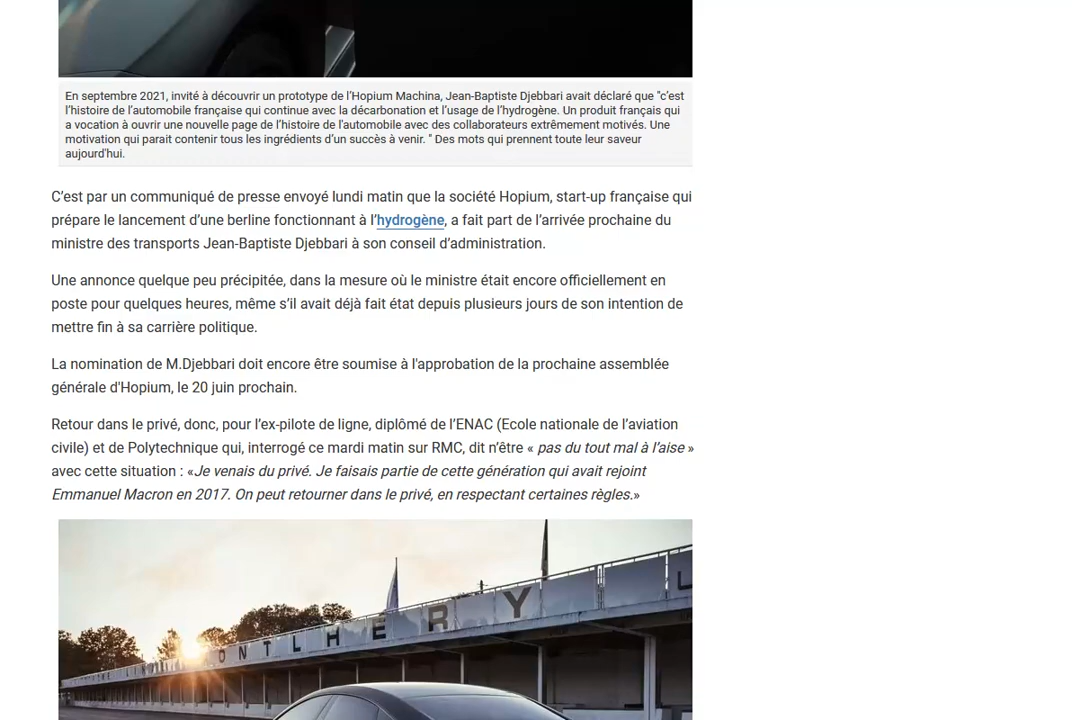 En septembre 2021, invité à découvrir un prototype de l’Hopium Machina, Jean-Baptiste Djebbari avait déclaré que "c’est
l’histoire de l’automobile française qui continue avec la décarbonation et l’usage de l’hydrogène. Un produit français qui
a vocation à ouvrir une nouvelle page de l’histoire de l’automobile avec des collaborateurs extrêmement motivés. Une
motivation qui parait contenir tous les ingrédients d’un succès à venir. " Des mots qui prennent toute leur saveur
aujourd'hui.
C’est par un communiqué de presse envoyé lundi matin que la société Hopium, start-up française qui
prépare le lancement d’une berline fonctionnant à l’hydrogène, a fait part de l’arrivée prochaine du
ministre des transports Jean-Baptiste Djebbari à son conseil d’administration.
Une annonce quelque peu précipitée, dans la mesure où le ministre était encore officiellement en
poste pour quelques heures, même s’il avait déjà fait état depuis plusieurs jours de son intention de
mettre fin à sa carrière politique.
La nomination de M.Djebbari doit encore être soumise à l'approbation de la prochaine assemblée
générale d'Hopium, le 20 juin prochain.
Retour dans le privé, donc, pour l’ex-pilote de ligne, diplômé de l’ENAC (Ecole nationale de l’aviation
civile) et de Polytechnique qui, interrogé ce mardi matin sur RMC, dit n’être « pas du tout mal à l’aise »
avec cette situation : «Je venais du privé. Je faisais partie de cette génération qui avait rejoint
Emmanuel Macron en 2017. On peut retourner dans le privé, en respectant certaines règles.»
ONTLHERY L